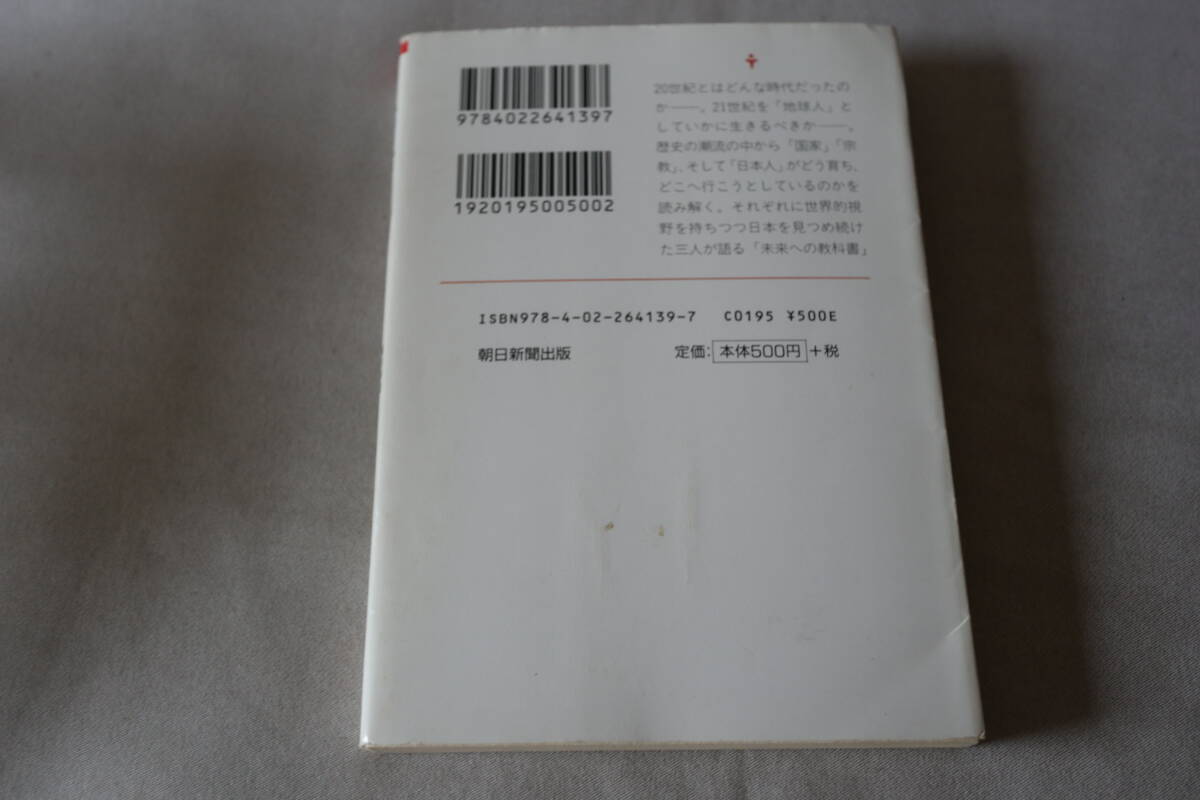 9784022641397
1920195005002
20世紀とはどんな時代だったの
か――。21世紀を「地球人」と
していかに生きるべきか――。
歴史の潮流の中から「国家」「宗
教」、そして「日本人」がどう育ち、
どこへ行こうとしているのかを
読み解く。それぞれに世界的視
野を持ちつつ日本を見つめ続け
た三人が語る「未来への教科書」
ISBN978-4-02-264139-7 C0195 ¥500E
朝日新聞出版 定価：本体500円+税